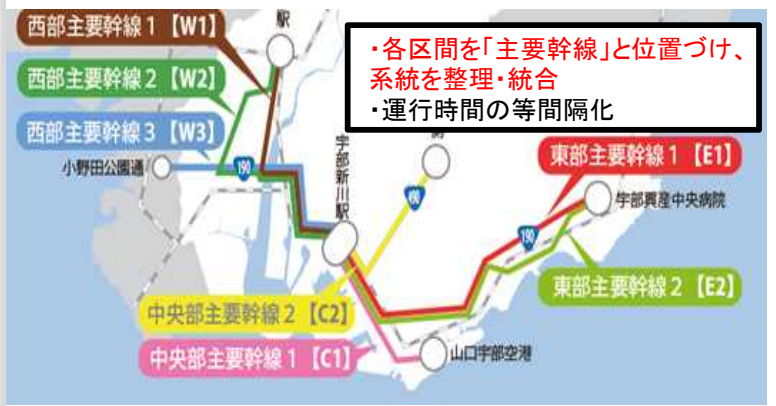 西部主要幹線1【W1】
駅
・各区間を「主要幹線」と位置づけ、
系統を整理・統合
・運行時間の等間隔化
西部主要幹線2【W2】
西部主要幹線3【W3】
小野田公園通
190
宇部新川駅
490
東部主要幹線1【E1】
宇部興産中央病院
190
東部主要幹線2【E2】
中央部主要幹線2【C2】
中央部主要幹線1【C1】
山口宇部空港